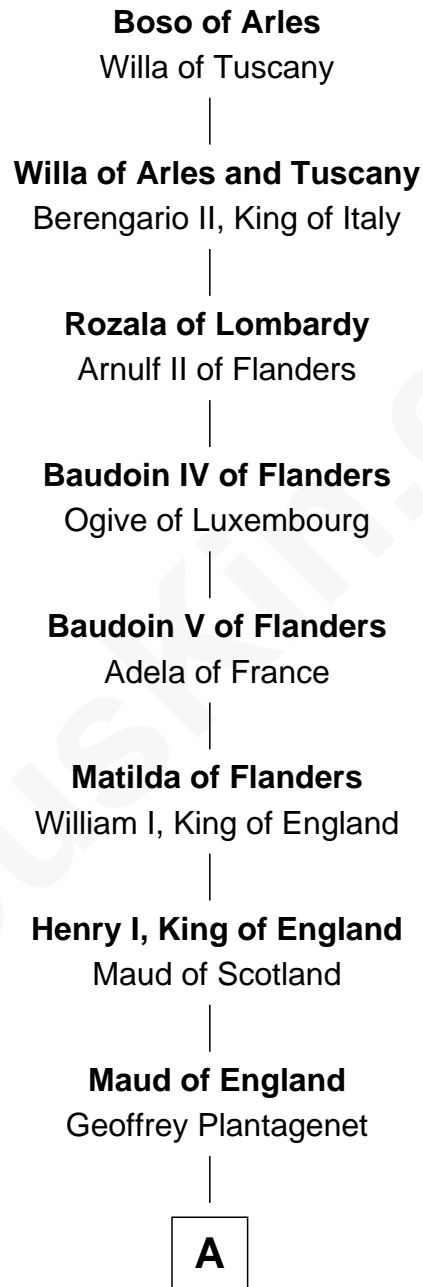 Boso of Arles
Willa of Tuscany
Willa of Arles and Tuscany
Berengario II, King of Italy
Rozala of Lombardy
Arnulf II of Flanders
Baudoin IV of Flanders
Ogive of Luxembourg
Baudoin V of Flanders
Adela of France
Matilda of Flanders
William I, King of England
Henry I, King of England
Maud of Scotland
Maud of England
Geoffrey Plantagenet
A